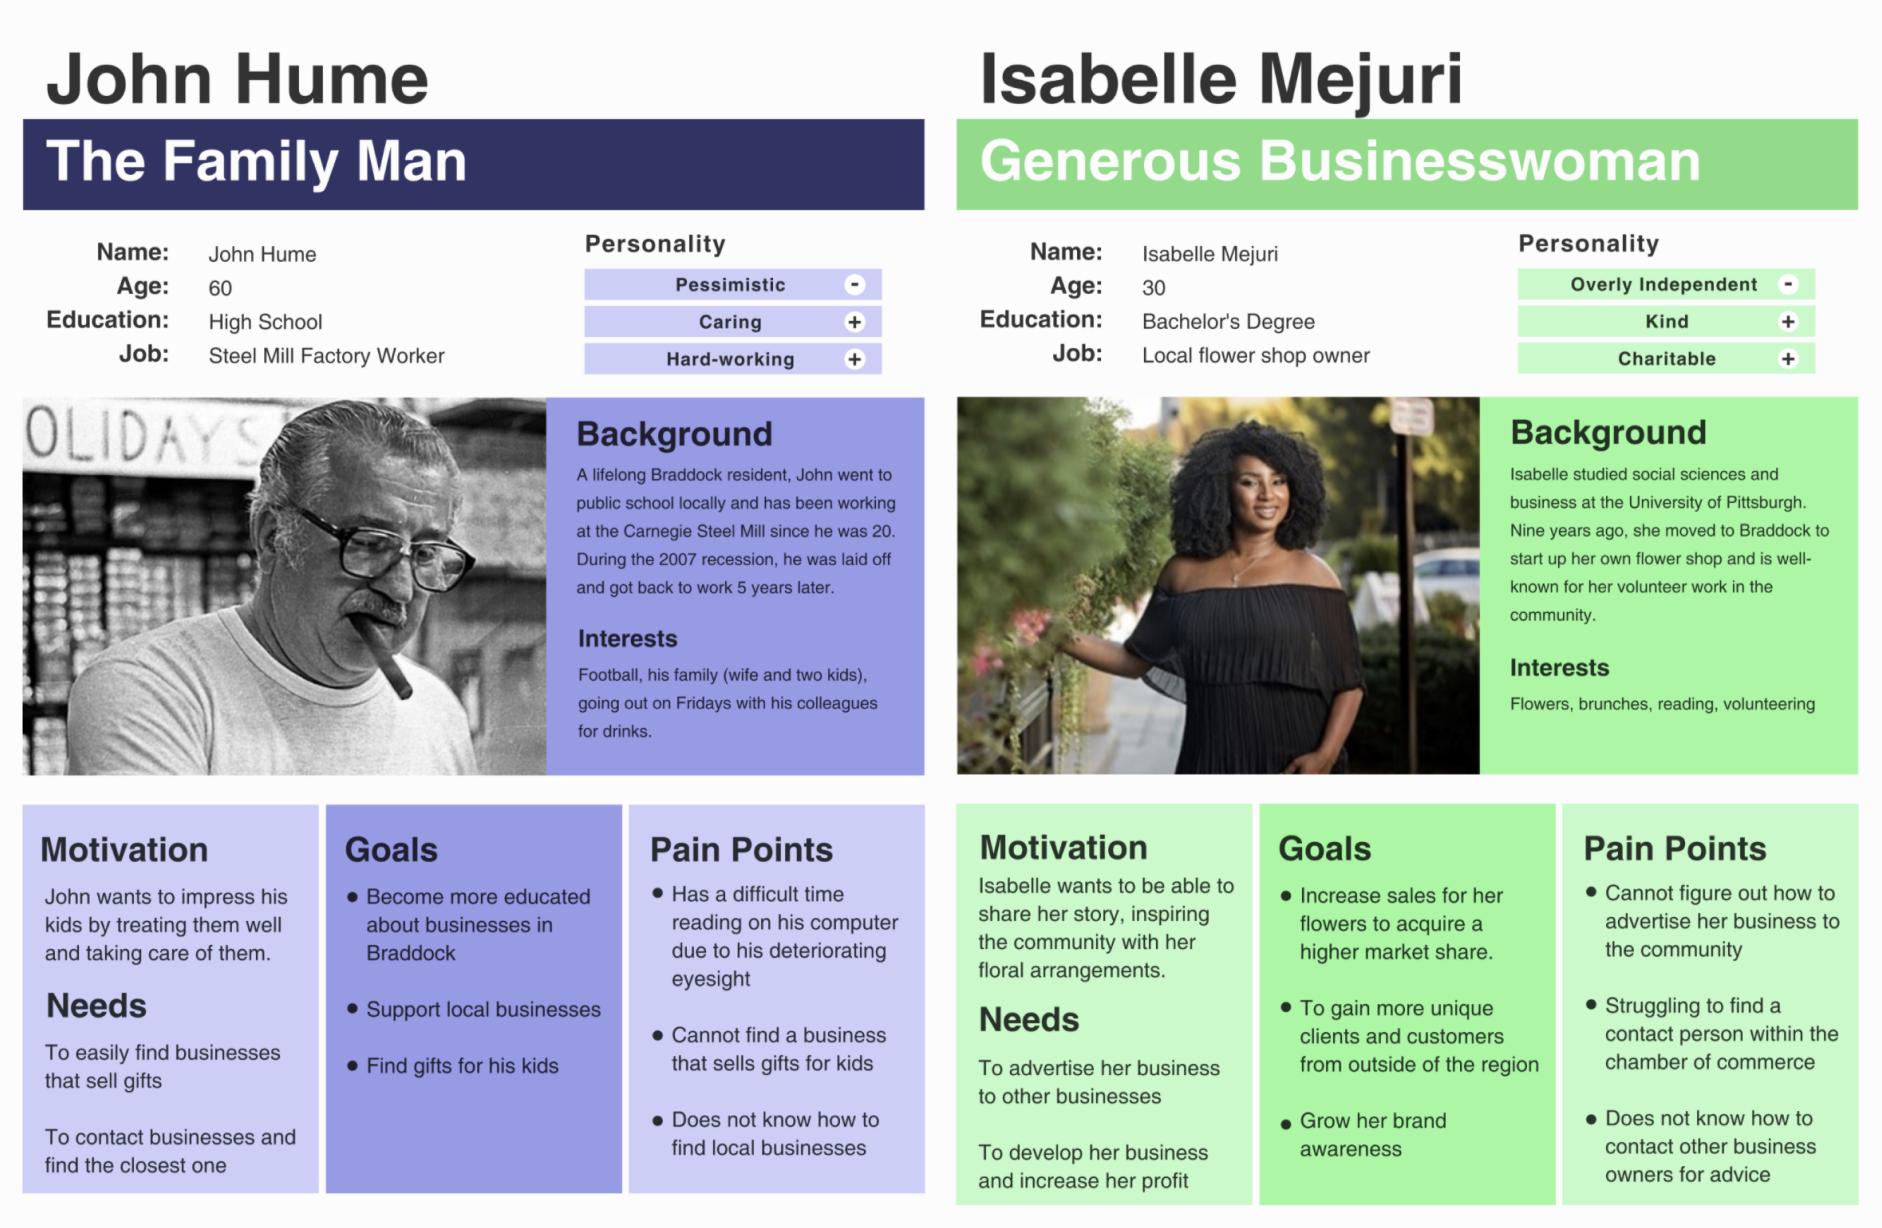 John Hume
The Family Man
Name: John Hume
Age: 60
Education: High School
Job: Steel Mill Factory Worker
Personality
Pessimistic -
Caring +
Hard-working +
OLIDAYS
Background
A lifelong Braddock resident, John went to
public school locally and has been working
at the Carnegie Steel Mill since he was 20.
During the 2007 recession, he was laid off
and got back to work 5 years later.
Interests
Football, his family (wife and two kids),
going out on Fridays with his colleagues
for drinks.
Motivation
John wants to impress his
kids by treating them well
and taking care of them.
Needs
To easily find businesses
that sell gifts
To contact businesses and
find the closest one
Goals
• Become more educated
about businesses in
Braddock
• Support local businesses
• Find gifts for his kids
Pain Points
• Has a difficult time
reading on his computer
due to his deteriorating
eyesight
• Cannot find a business
that sells gifts for kids
• Does not know how to
find local businesses
Isabelle Mejuri
Generous Businesswoman
Name: Isabelle Mejuri
Age: 30
Education: Bachelor's Degree
Job: Local flower shop owner
Personality
Overly Independent -
Kind +
Charitable +
Background
Isabelle studied social sciences and
business at the University of Pittsburgh.
Nine years ago, she moved to Braddock to
start up her own flower shop and is well-
known for her volunteer work in the
community.
Interests
Flowers, brunches, reading, volunteering
Motivation
Isabelle wants to be able to
share her story, inspiring
the community with her
floral arrangements.
Needs
To advertise her business
to other businesses
To develop her business
and increase her profit
Goals
• Increase sales for her
flowers to acquire a
higher market share.
• To gain more unique
clients and customers
from outside of the region
• Grow her brand
awareness
Pain Points
• Cannot figure out how to
advertise her business to
the community
• Struggling to find a
contact person within the
chamber of commerce
• Does not know how to
contact other business
owners for advice